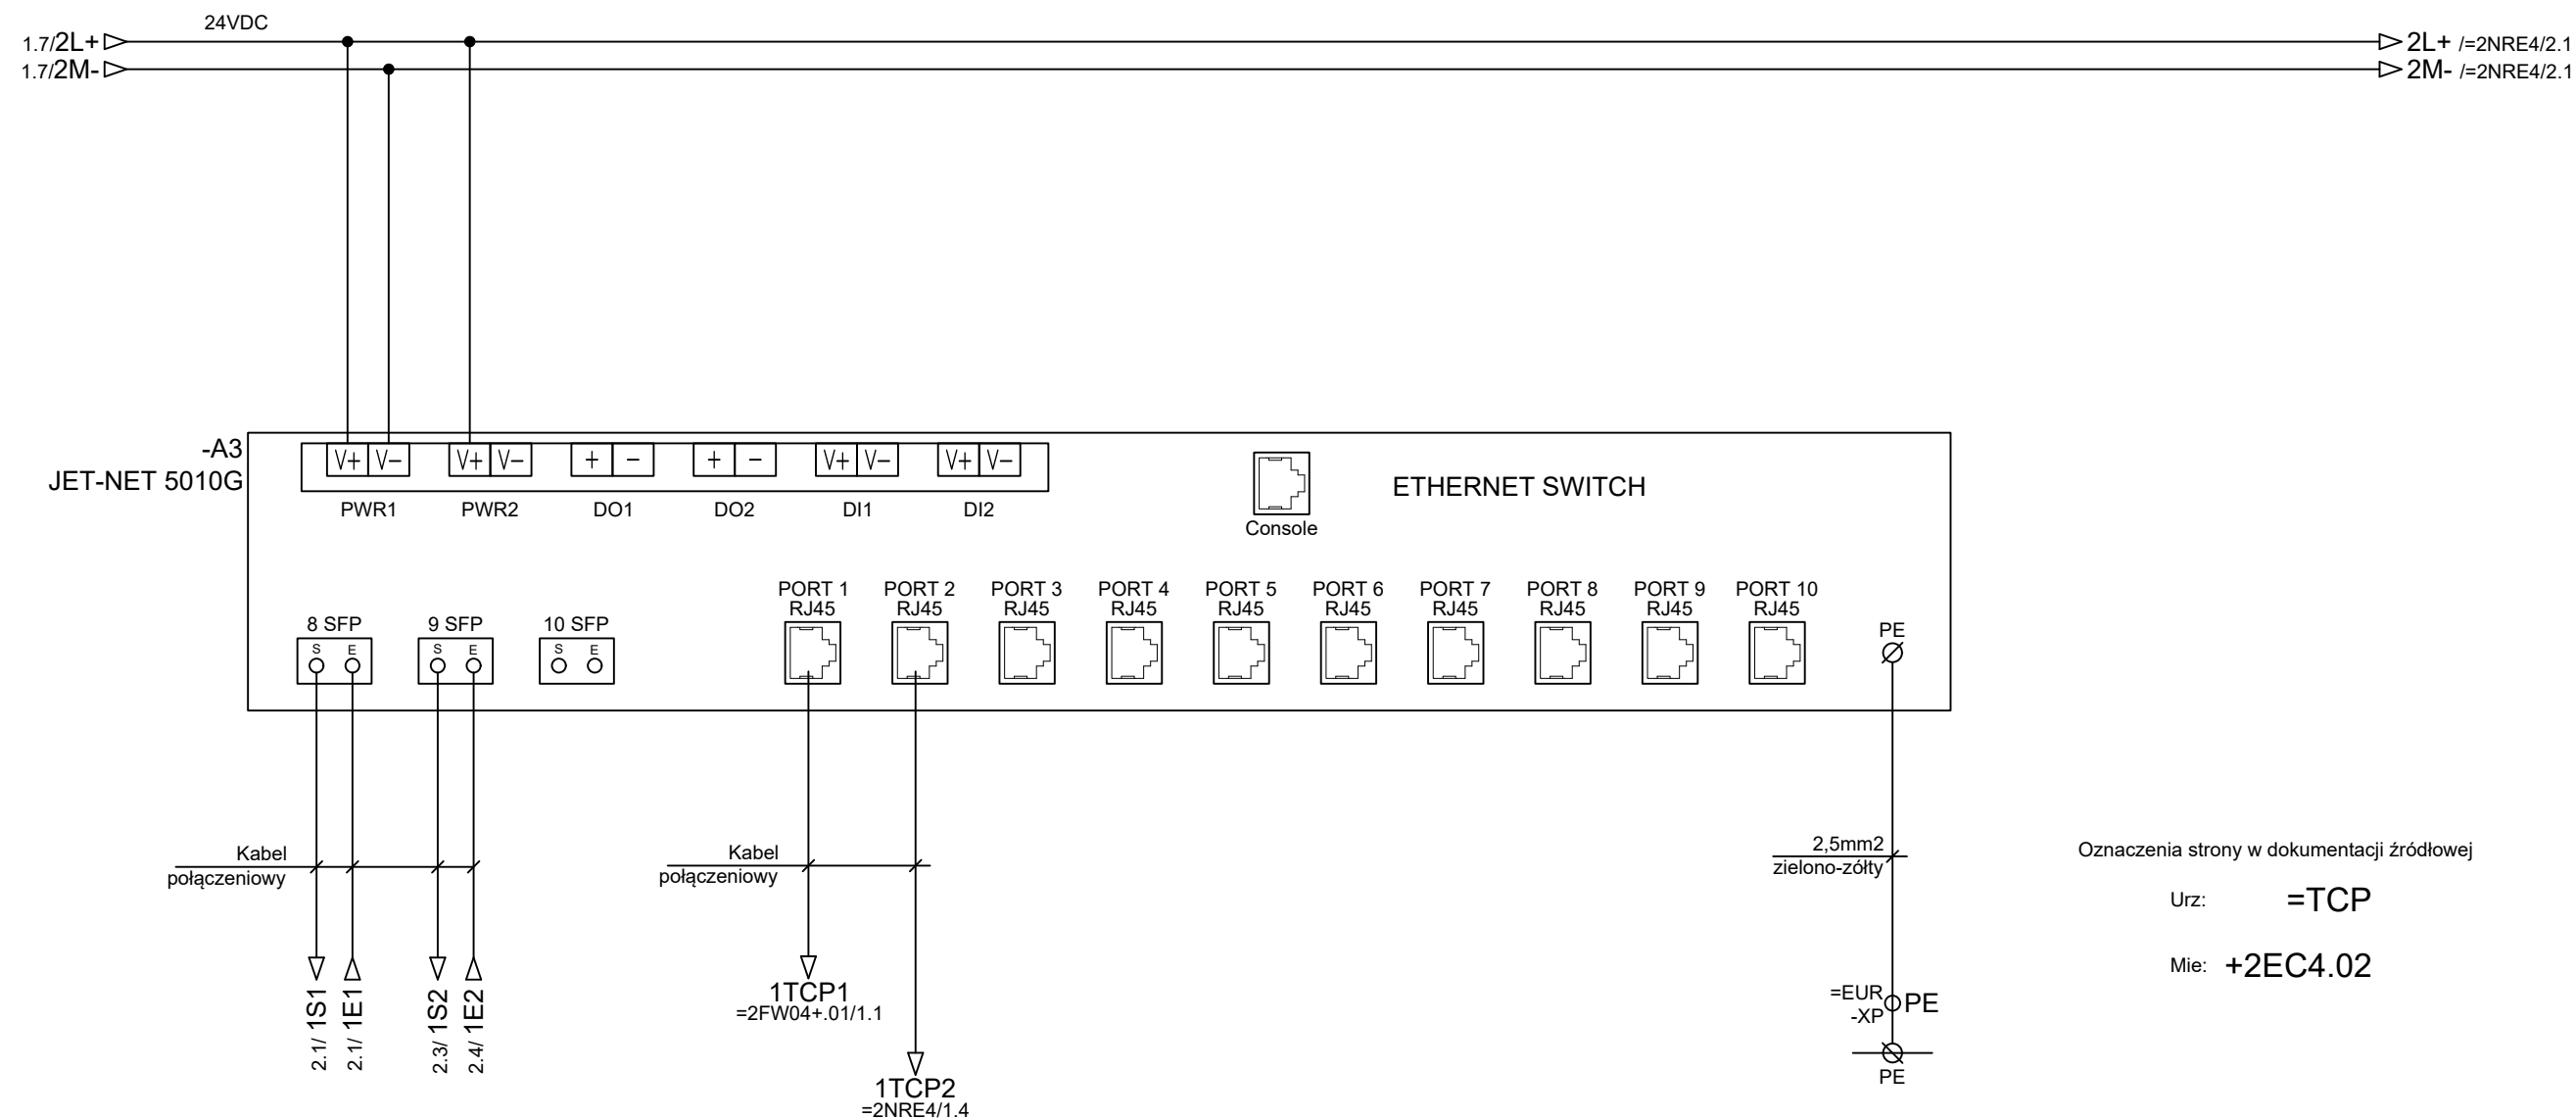 24VDC
1.7/2L+
2L+ /=2NRE4/2.1
1.7/2M-
2M- /=2NRE4/2.1
-A3
JET-NET 5010G
V+ V− V+ V− + − + − V+ V− V+ V−
PWR1 PWR2 DO1 DO2 DI1 DI2
Console
ETHERNET SWITCH
8 SFP 9 SFP 10 SFP
S E S E S E
PORT 1 PORT 2 PORT 3 PORT 4 PORT 5 PORT 6 PORT 7 PORT 8 PORT 9 PORT 10
RJ45 RJ45 RJ45 RJ45 RJ45 RJ45 RJ45 RJ45 RJ45 RJ45
PE
Kabel
połączeniowy
Kabel
połączeniowy
2,5mm2
zielono-zółty
Oznaczenia strony w dokumentacji źródłowej
Urz: =TCP
Mie: +2EC4.02
2.1/ 1S1
2.1/ 1E1
2.3/ 1S2
2.4/ 1E2
1TCP1
=2FW04+.01/1.1
1TCP2
=2NRE4/1.4
=EUR
-XP
PE
PE